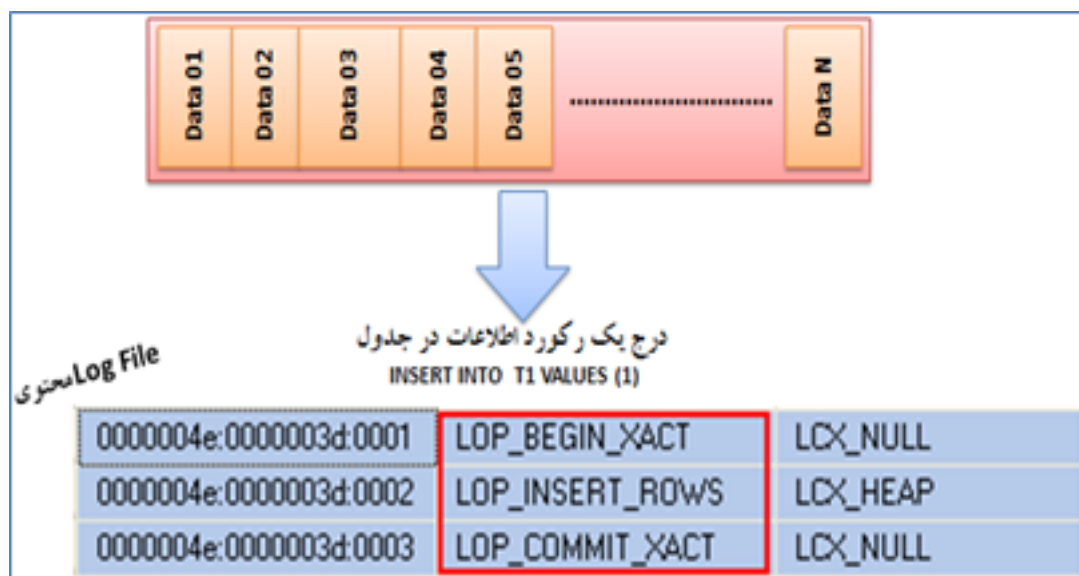 Data 01 Data 02 Data 03 Data 04 Data 05 Data N
درج یک رکورد اطلاعات در جدول
INSERT INTO T1 VALUES (1)
محتوی Log File
0000004e:0000003d:0001 LOP_BEGIN_XACT LCX_NULL
0000004e:0000003d:0002 LOP_INSERT_ROWS LCX_HEAP
0000004e:0000003d:0003 LOP_COMMIT_XACT LCX_NULL